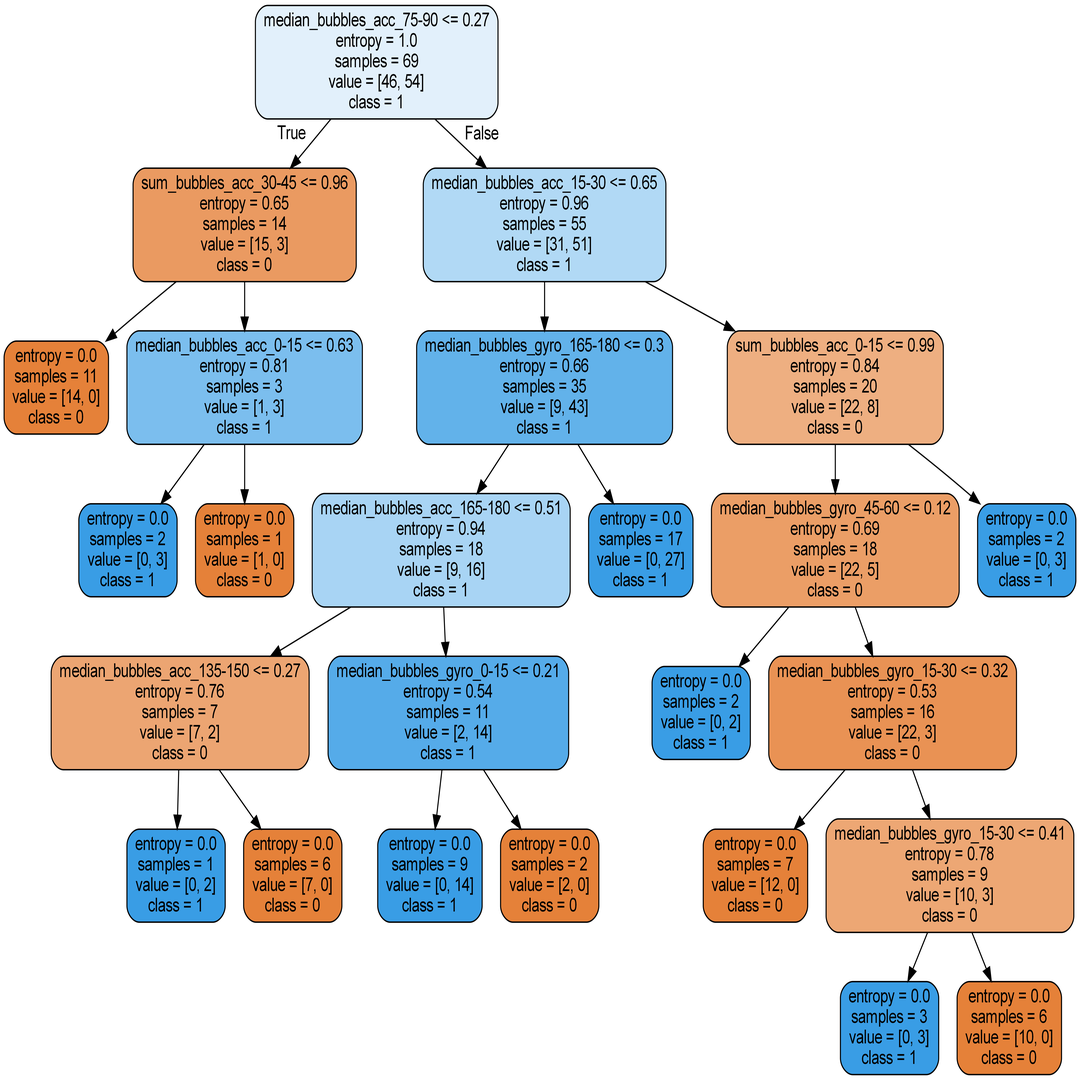 median_bubbles_acc_75-90 <= 0.27
entropy = 1.0
samples = 69
value = [46, 54]
class = 1
True
False
sum_bubbles_acc_30-45 <= 0.96
entropy = 0.65
samples = 14
value = [15, 3]
class = 0
median_bubbles_acc_15-30 <= 0.65
entropy = 0.96
samples = 55
value = [31, 51]
class = 1
entropy = 0.0
samples = 11
value = [14, 0]
class = 0
median_bubbles_acc_0-15 <= 0.63
entropy = 0.81
samples = 3
value = [1, 3]
class = 1
median_bubbles_gyro_165-180 <= 0.3
entropy = 0.66
samples = 35
value = [9, 43]
class = 1
sum_bubbles_acc_0-15 <= 0.99
entropy = 0.84
samples = 20
value = [22, 8]
class = 0
entropy = 0.0
samples = 2
value = [0, 3]
class = 1
entropy = 0.0
samples = 1
value = [1, 0]
class = 0
median_bubbles_acc_165-180 <= 0.51
entropy = 0.94
samples = 18
value = [9, 16]
class = 1
entropy = 0.0
samples = 17
value = [0, 27]
class = 1
median_bubbles_gyro_45-60 <= 0.12
entropy = 0.69
samples = 18
value = [22, 5]
class = 0
entropy = 0.0
samples = 2
value = [0, 3]
class = 1
median_bubbles_acc_135-150 <= 0.27
entropy = 0.76
samples = 7
value = [7, 2]
class = 0
median_bubbles_gyro_0-15 <= 0.21
entropy = 0.54
samples = 11
value = [2, 14]
class = 1
entropy = 0.0
samples = 2
value = [0, 2]
class = 1
median_bubbles_gyro_15-30 <= 0.32
entropy = 0.53
samples = 16
value = [22, 3]
class = 0
entropy = 0.0
samples = 1
value = [0, 2]
class = 1
entropy = 0.0
samples = 6
value = [7, 0]
class = 0
entropy = 0.0
samples = 9
value = [0, 14]
class = 1
entropy = 0.0
samples = 2
value = [2, 0]
class = 0
entropy = 0.0
samples = 7
value = [12, 0]
class = 0
median_bubbles_gyro_15-30 <= 0.41
entropy = 0.78
samples = 9
value = [10, 3]
class = 0
entropy = 0.0
samples = 3
value = [0, 3]
class = 1
entropy = 0.0
samples = 6
value = [10, 0]
class = 0